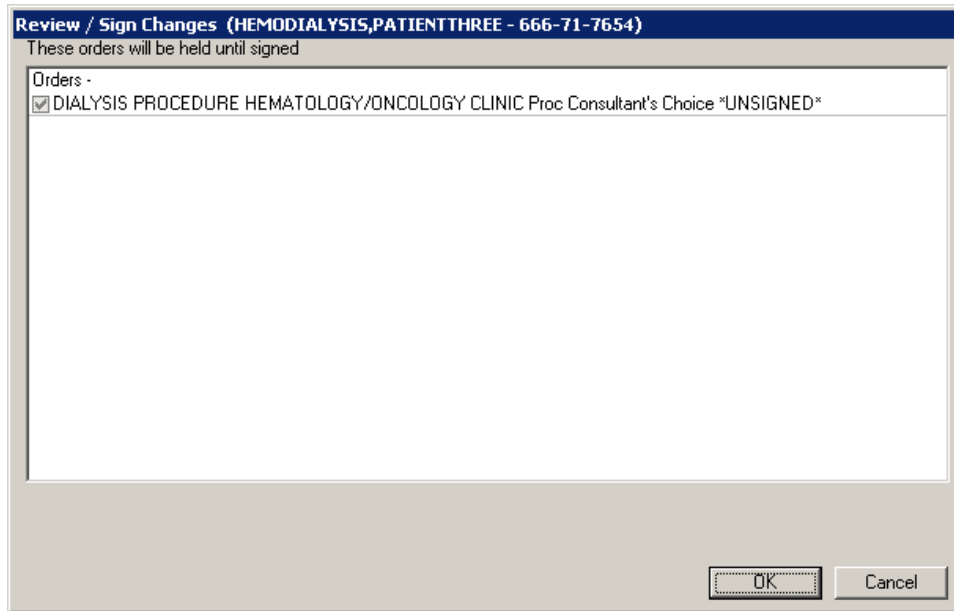 Review / Sign Changes (HEMODIALYSIS,PATIENTTHREE - 666-71-7654)
These orders will be held until signed
Orders -
DIALYSIS PROCEDURE HEMATOLOGY/ONCOLOGY CLINIC Proc Consultant's Choice *UNSIGNED*
OK Cancel